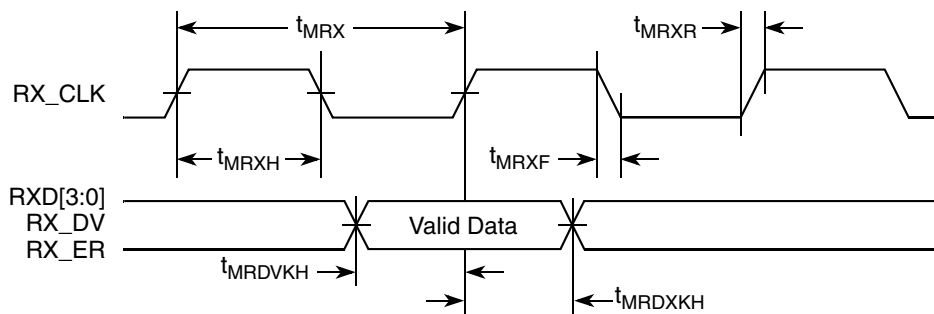 tMRX
tMRXR
RX_CLK
tMRXH
tMRXF
RXD[3:0]
RX_DV
Valid Data
RX_ER
tMRDVKH
tMRDXKH